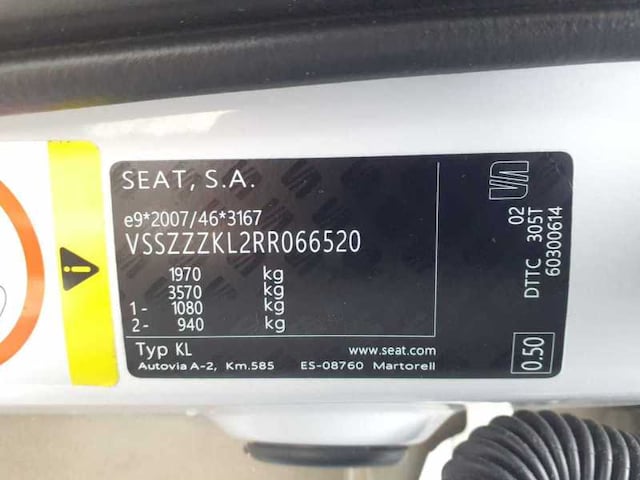 SEAT, S.A.
e9*2007/46*3167
VSSZZZKL2RR066520
1970 kg
3570 kg
1- 1080 kg
2- 940 kg
Typ KL www.seat.com
Autovia A-2, Km.585 ES-08760 Martorell
02
DTTC 305T
60300614
0.50